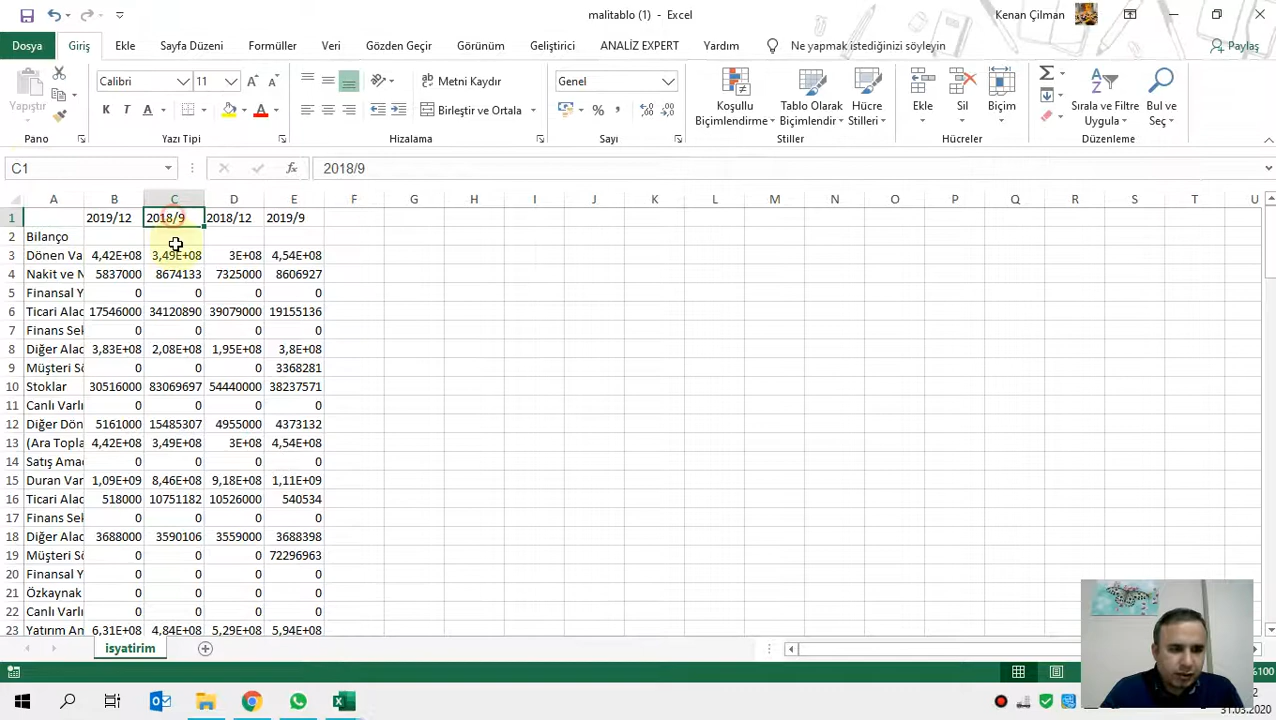 malitablo (1) - Excel
Kenan Çilman
Dosya Giriş Ekle Sayfa Düzeni Formüller Veri Gözden Geçir Görünüm Geliştirici ANALİZ EXPERT Yardım Ne yapmak istediğinizi söyleyin Paylaş
Yapıştır
Calibri 11
Metni Kaydır
Genel
K T A
Birleştir ve Ortala
Koşullu Biçimlendirme
Tablo Olarak Biçimlendir
Hücre Stilleri
Ekle Sil Biçim
Sırala ve Filtre Uygula
Bul ve Seç
Pano Yazı Tipi Hizalama Sayı Stiller Hücreler Düzenleme
C1 fx 2018/9
A B C D E F G H I J K L M N O P Q R S T U
1 2019/12 2018/9 2018/12 2019/9
2 Bilanço
3 Dönen Va 4,42E+08 3,49E+08 3E+08 4,54E+08
4 Nakit ve N 5837000 8674133 7325000 8606927
5 Finansal Y 0 0 0 0
6 Ticari Alac 17546000 34120890 39079000 19155136
7 Finans Sek 0 0 0 0
8 Diğer Alac 3,83E+08 2,08E+08 1,95E+08 3,8E+08
9 Müşteri Sö 0 0 0 3368281
10 Stoklar 30516000 83069697 54440000 38237571
11 Canlı Varlı 0 0 0 0
12 Diğer Dön 5161000 15485307 4955000 4373132
13 (Ara Topla 4,42E+08 3,49E+08 3E+08 4,54E+08
14 Satış Amac 0 0 0 0
15 Duran Var 1,09E+09 8,46E+08 9,18E+08 1,11E+09
16 Ticari Alac 518000 10751182 10526000 540534
17 Finans Sek 0 0 0 0
18 Diğer Alac 3688000 3590106 3559000 3688398
19 Müşteri Sö 0 0 0 72296963
20 Finansal Y 0 0 0 0
21 Özkaynak 0 0 0 0
22 Canlı Varlı 0 0 0 0
23 Yatırım Am 6,31E+08 4,84E+08 5,29E+08 5,94E+08
isyatirim
%100
31.03.2020